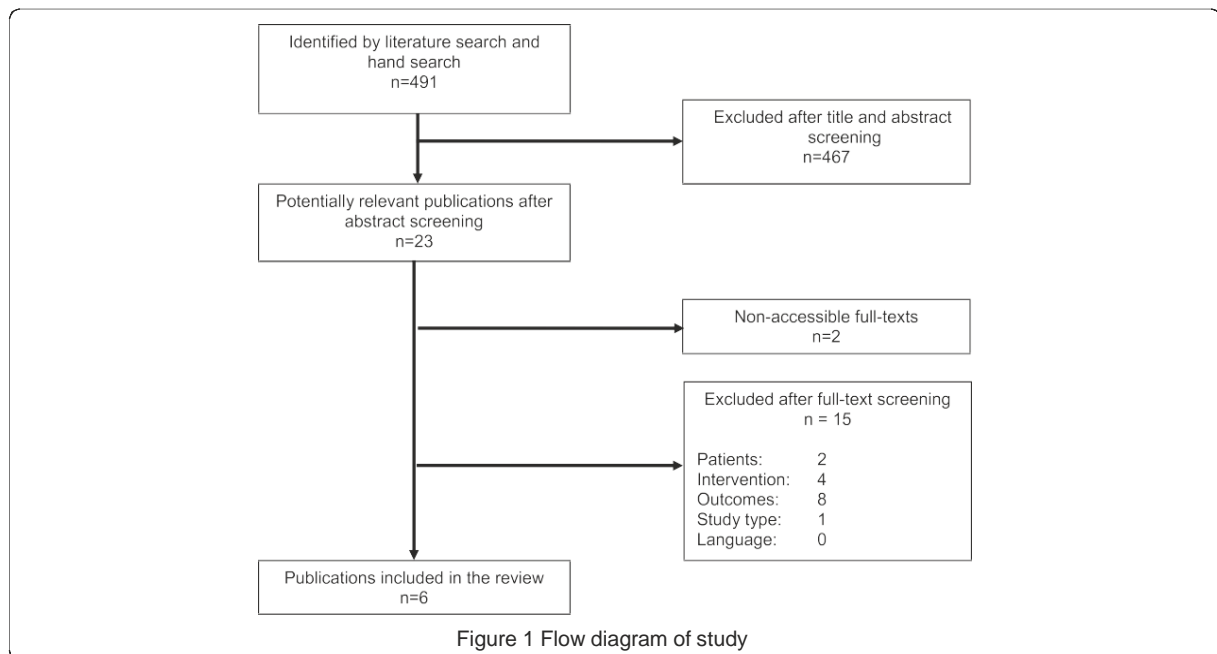 Identified by literature search and
hand search
n=491
Excluded after title and abstract
screening
n=467
Potentially relevant publications after
abstract screening
n=23
Non-accessible full-texts
n=2
Excluded after full-text screening
n = 15
Patients: 2
Intervention: 4
Outcomes: 8
Study type: 1
Language: 0
Publications included in the review
n=6
Figure 1 Flow diagram of study